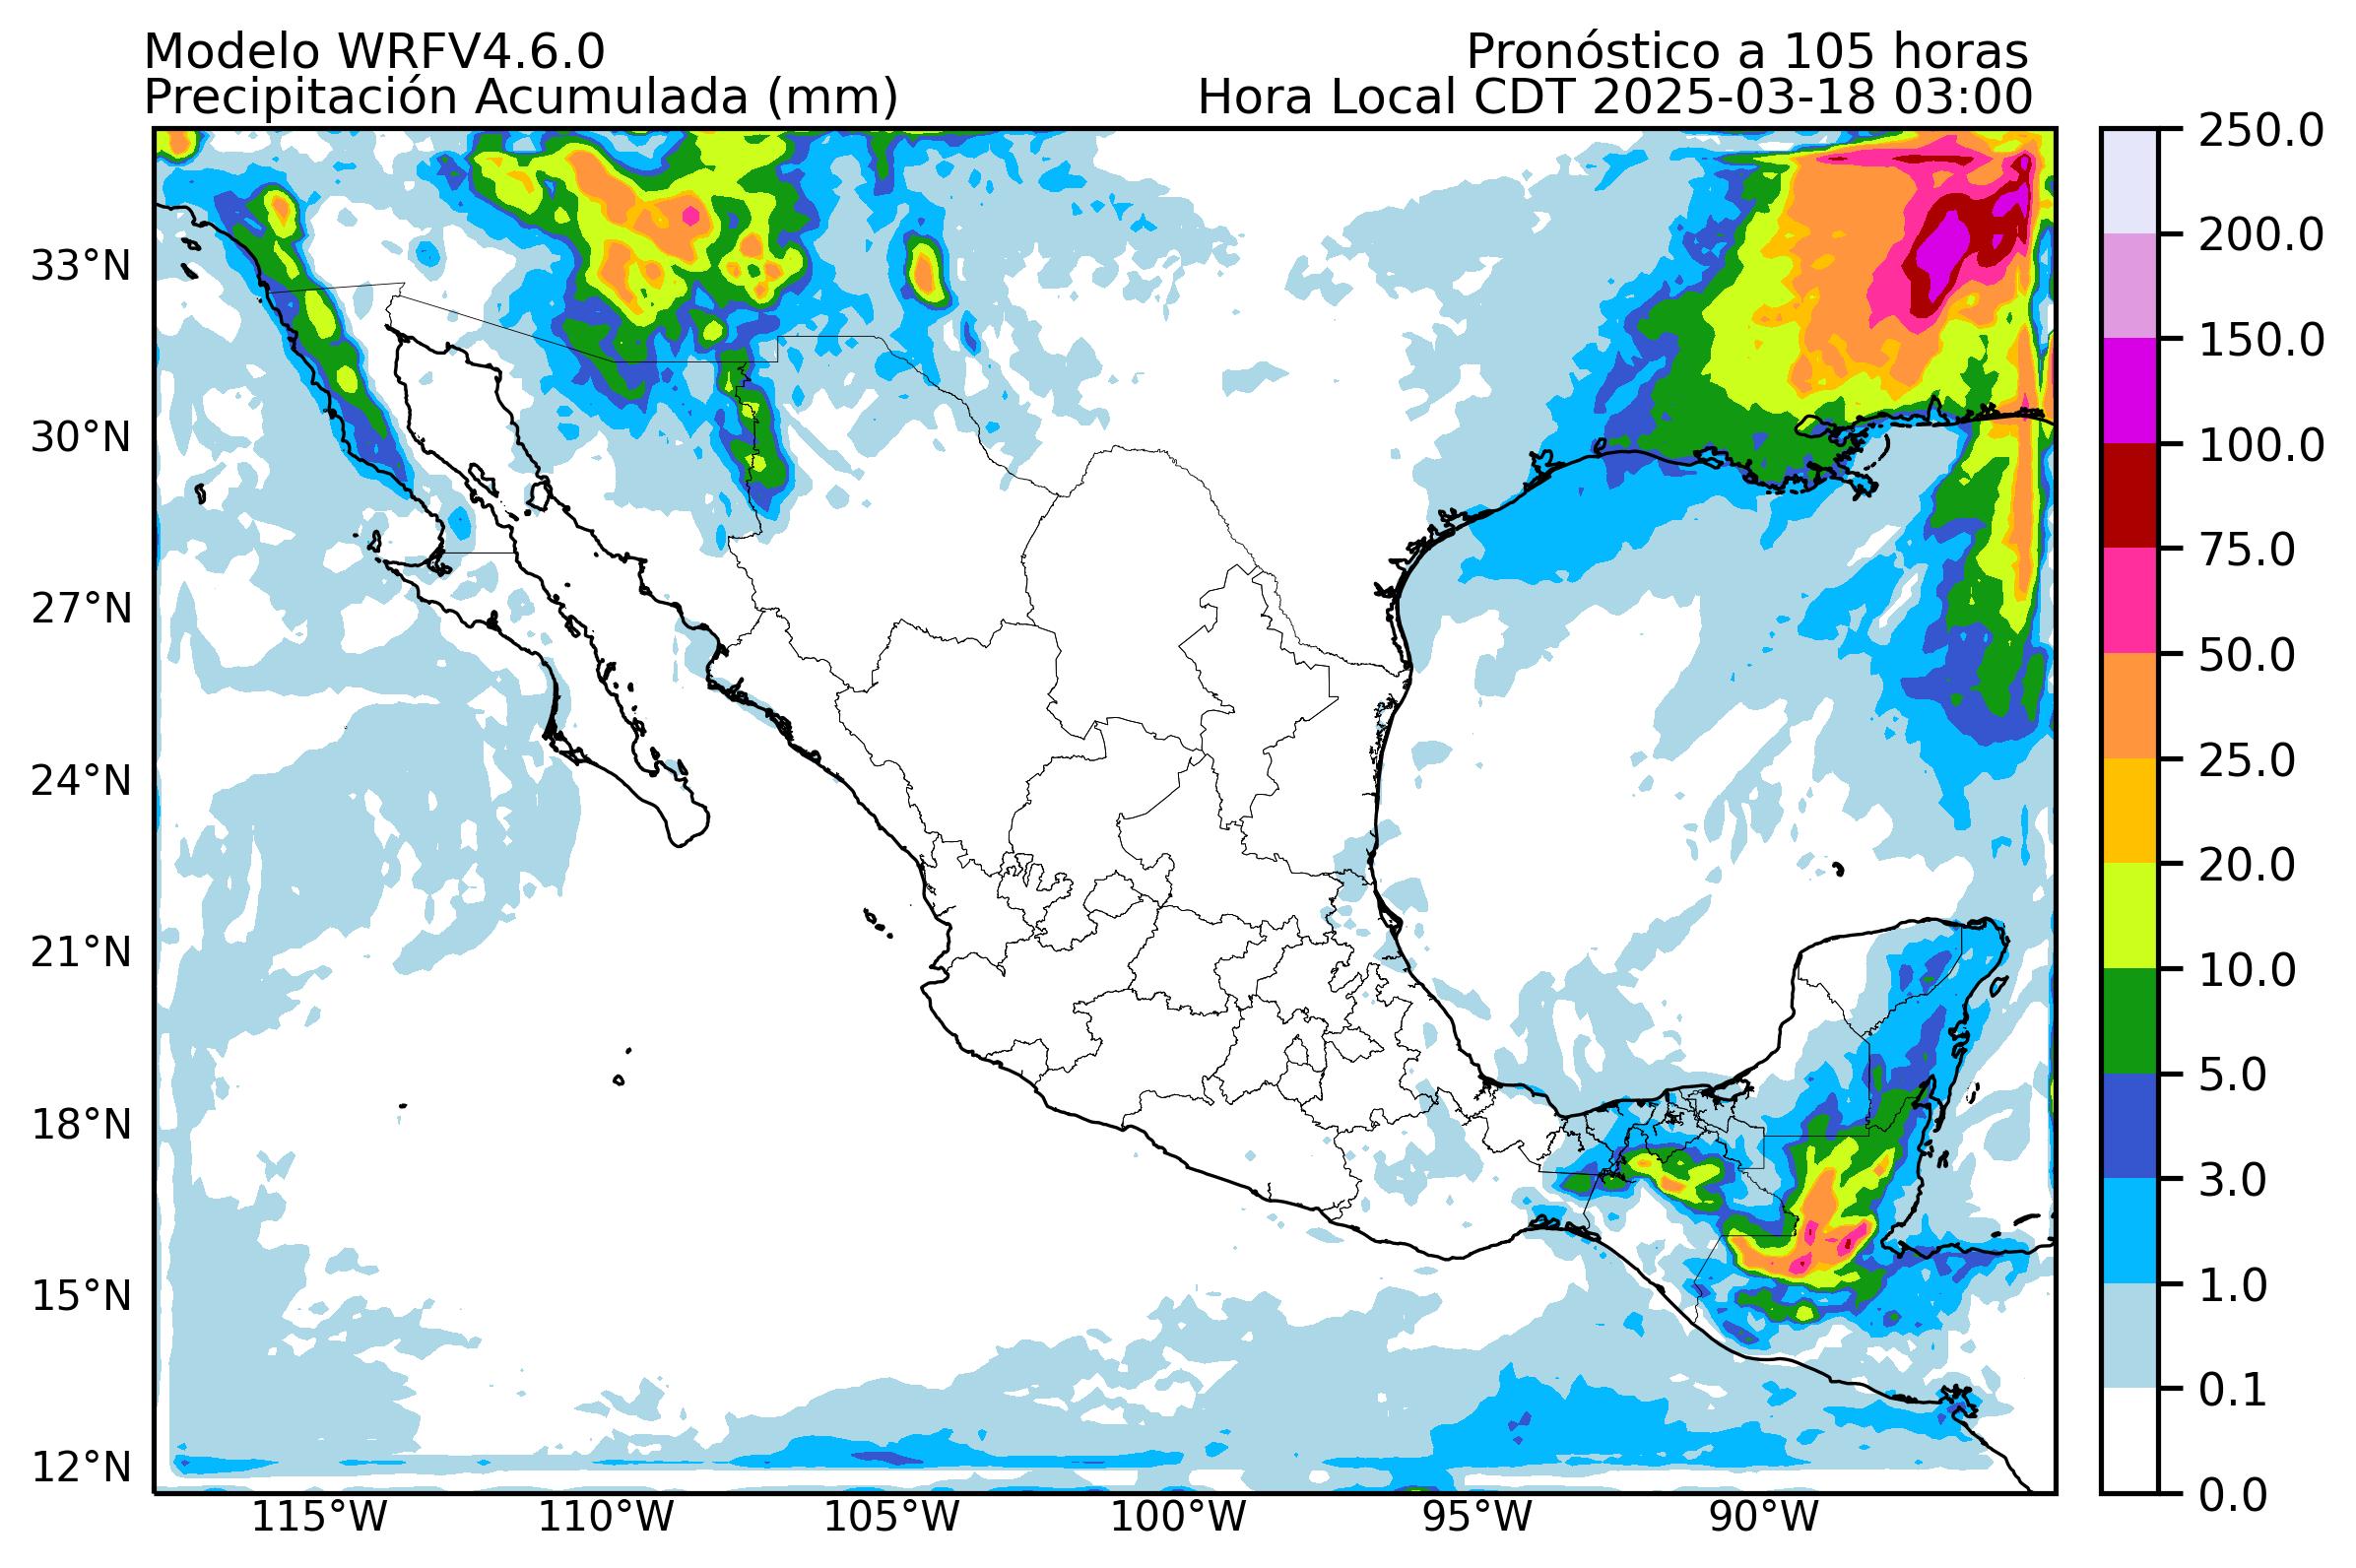 Modelo WRFV4.6.0
Pronóstico a 105 horas
Precipitación Acumulada (mm)
Hora Local CDT 2025-03-18 03:00
33°N
30°N
27°N
24°N
21°N
18°N
15°N
12°N
115°W
110°W
105°W
100°W
95°W
90°W
250.0
200.0
150.0
100.0
75.0
50.0
25.0
20.0
10.0
5.0
3.0
1.0
0.1
0.0